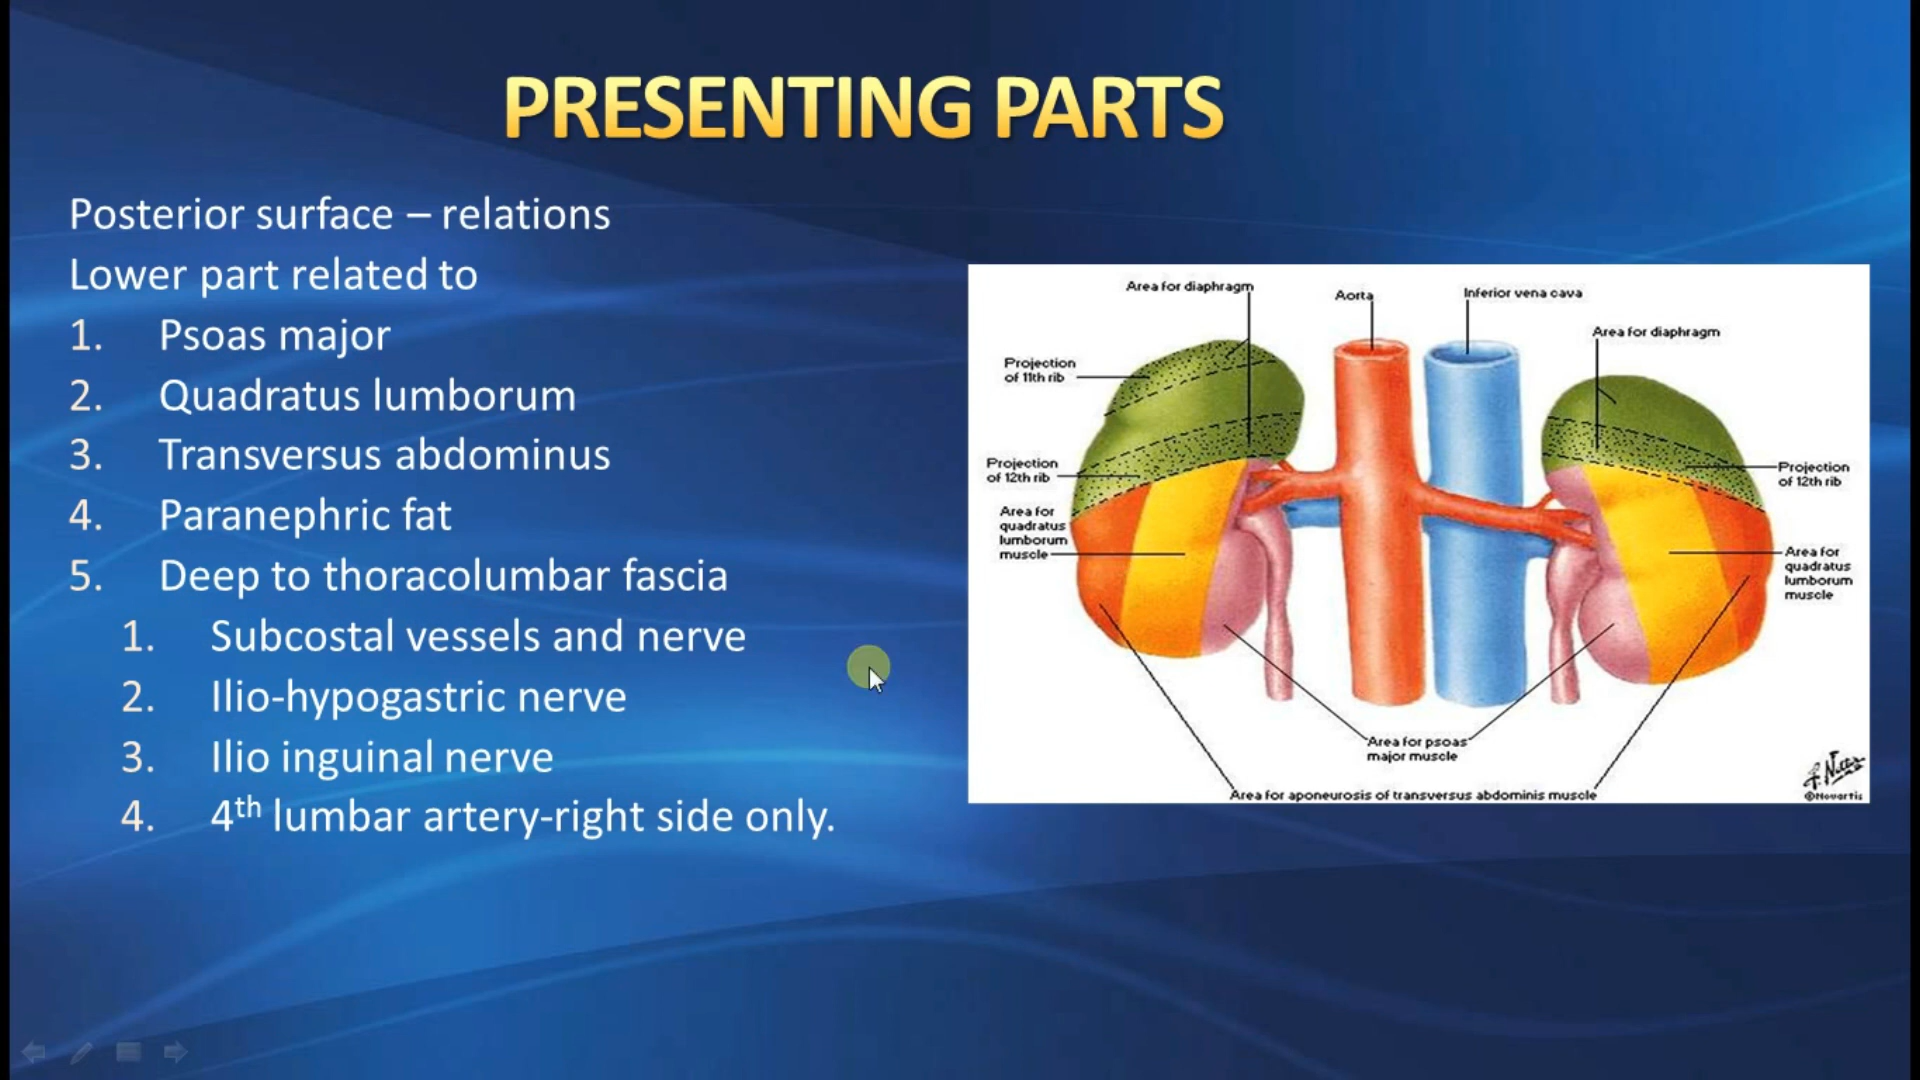 PRESENTING PARTS
Posterior surface – relations
Lower part related to
1. Psoas major
2. Quadratus lumborum
3. Transversus abdominus
4. Paranephric fat
5. Deep to thoracolumbar fascia
1. Subcostal vessels and nerve
2. Ilio-hypogastric nerve
3. Ilio inguinal nerve
4. 4th lumbar artery-right side only.
Area for diaphragm
Aorta
Inferior vena cava
Area for diaphragm
Projection
of 11th rib
Projection
of 12th rib
Projection
of 12th rib
Area for
quadratus
lumborum
muscle
Area for
quadratus
lumborum
muscle
Area for psoas
major muscle
Area for aponeurosis of transversus abdominis muscle
F. Netter
©Novartis